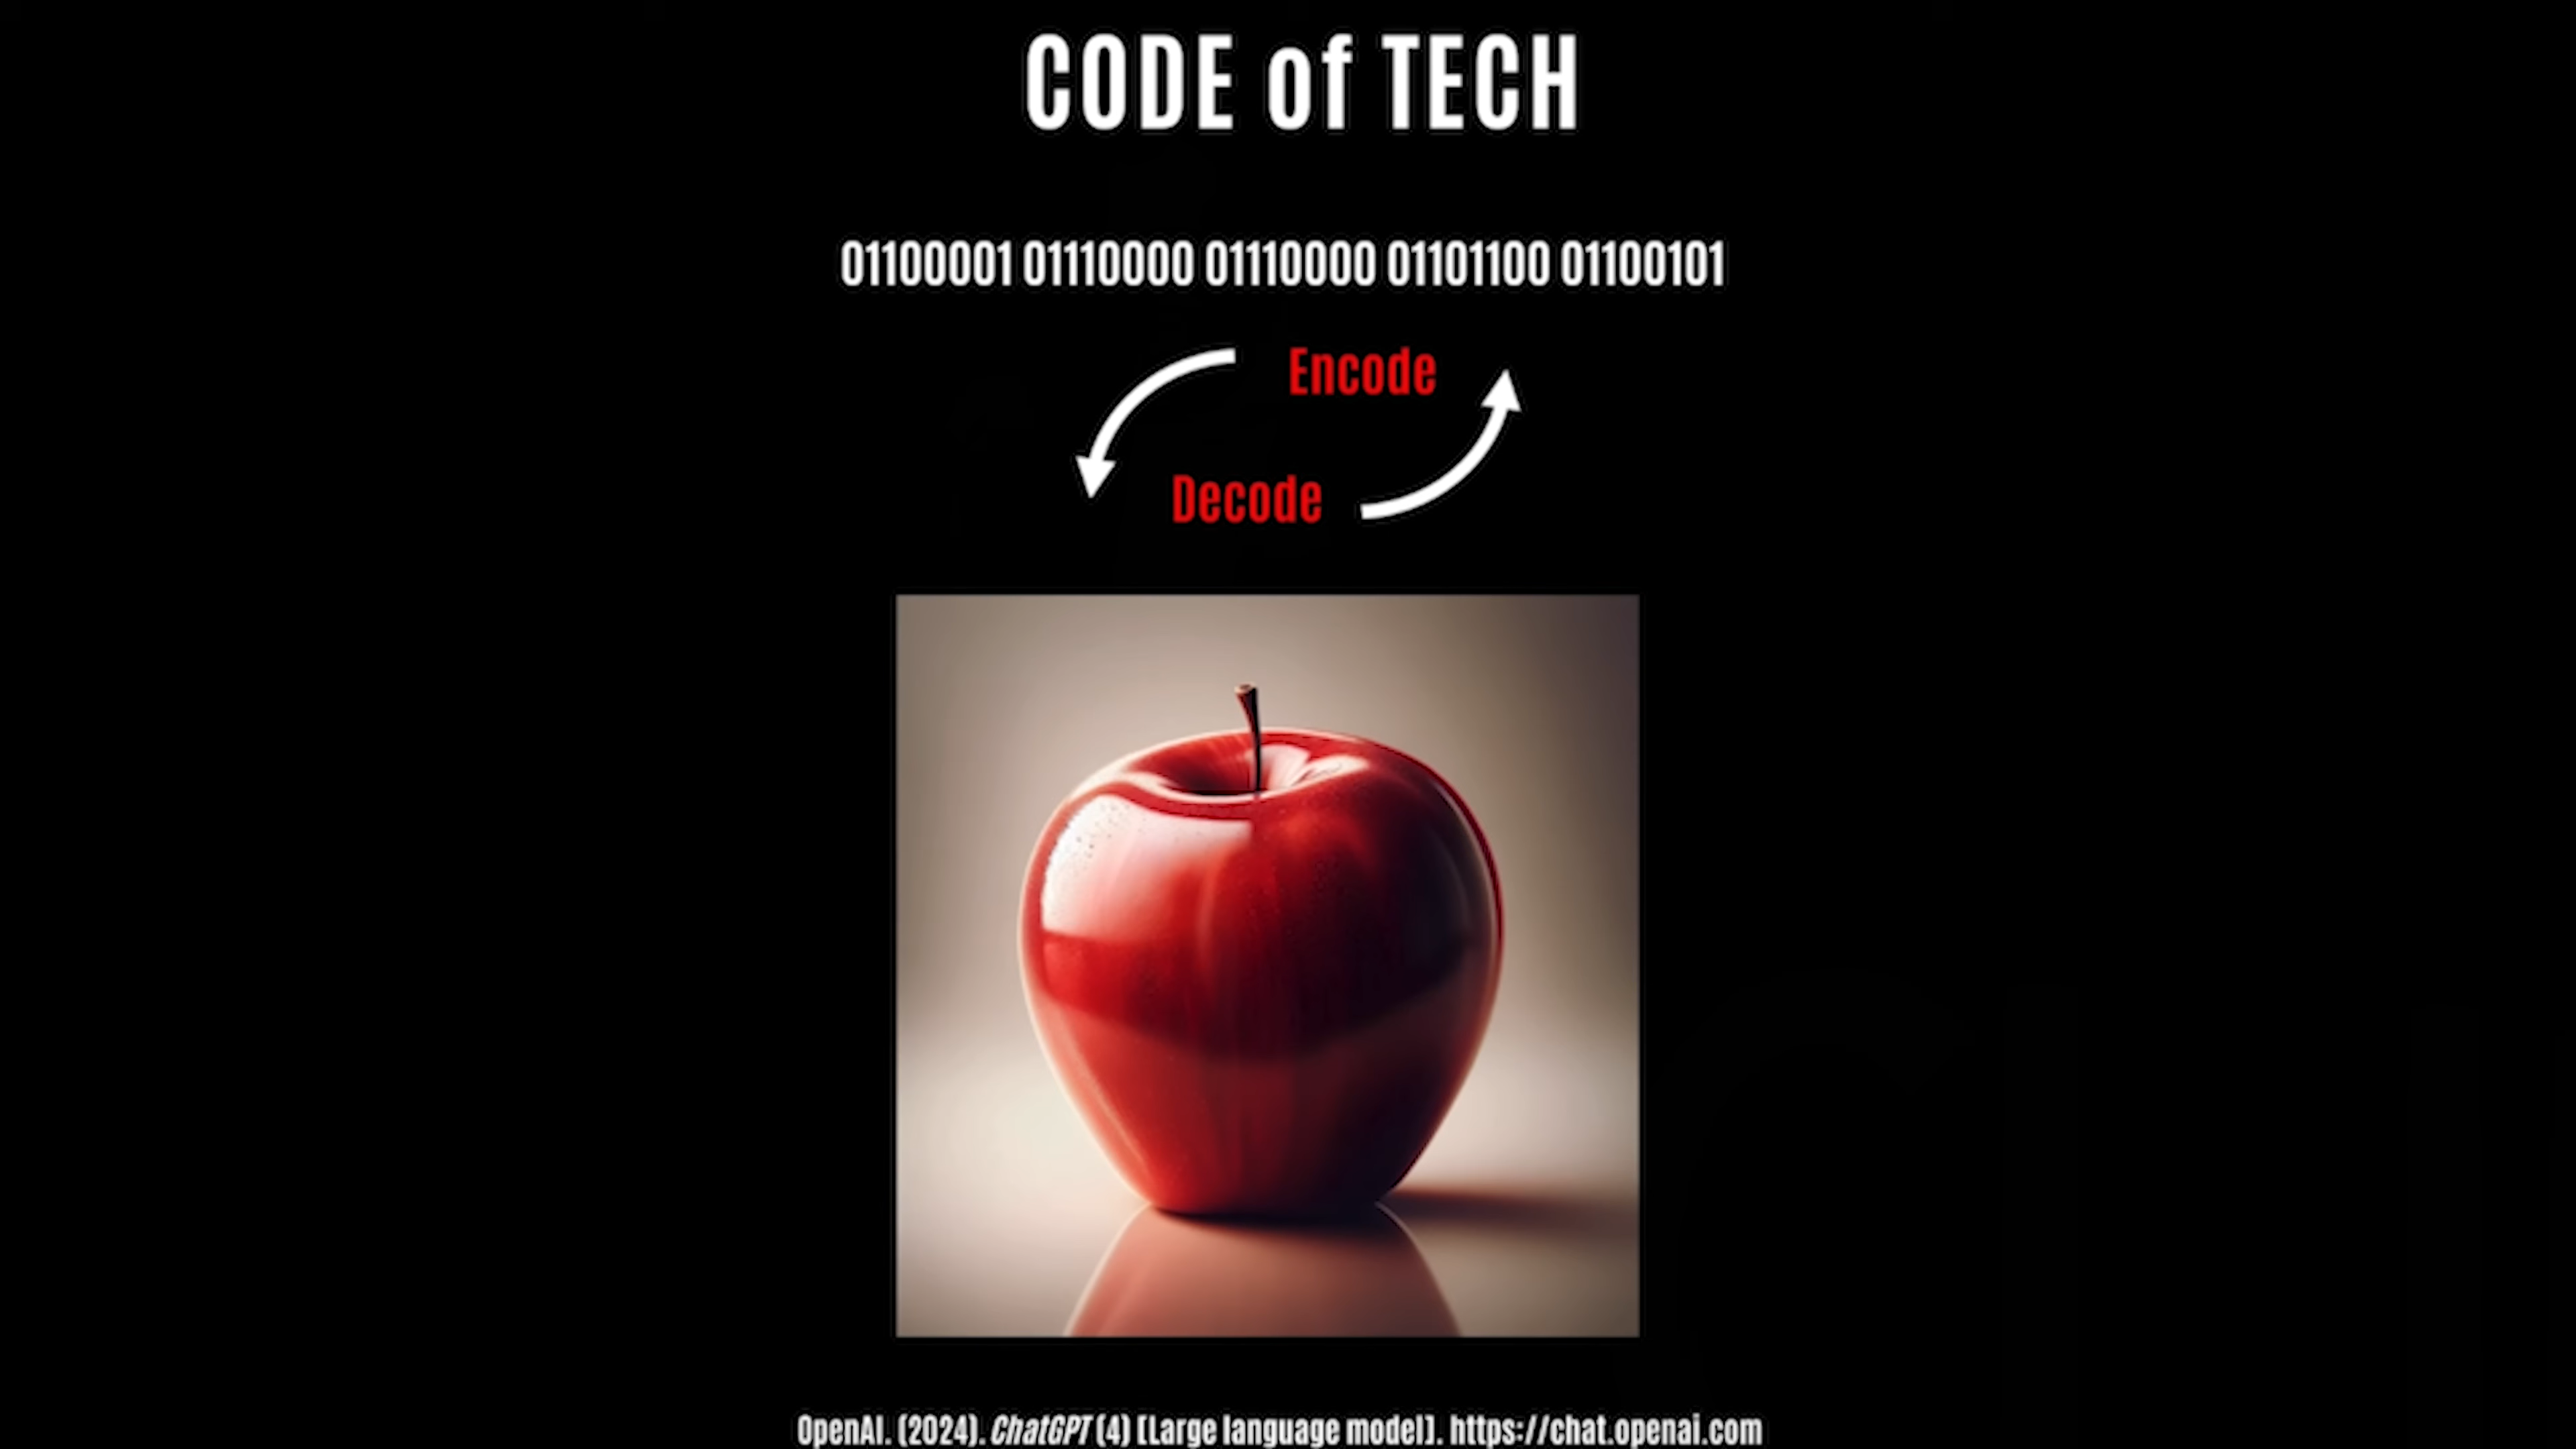 CODE of TECH
01100001 01110000 01110000 01101100 01100101
Encode
Decode
OpenAI. (2024). ChatGPT (4) [Large language model]. https://chat.openai.com